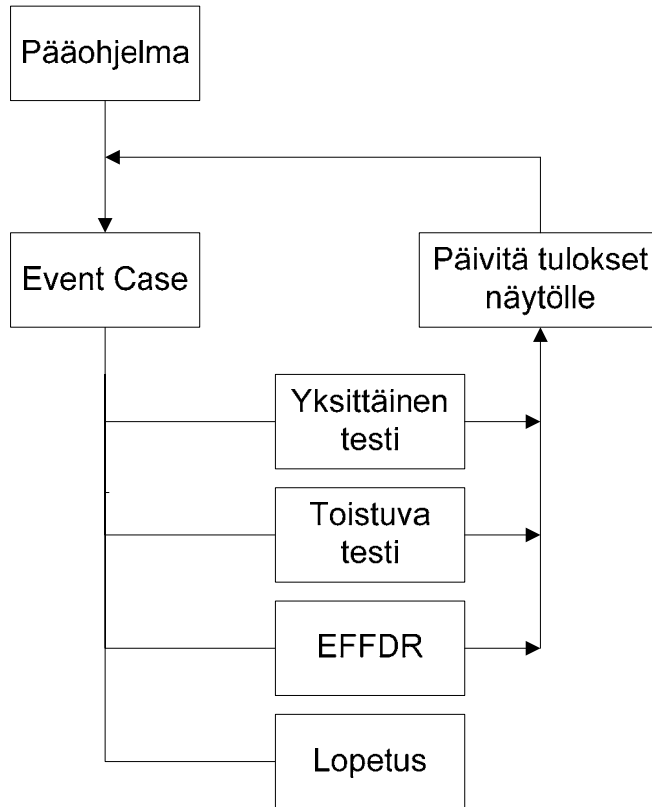 Pääohjelma
Event Case
Päivitä tulokset
näytölle
Yksittäinen
testi
Toistuva
testi
EFFDR
Lopetus